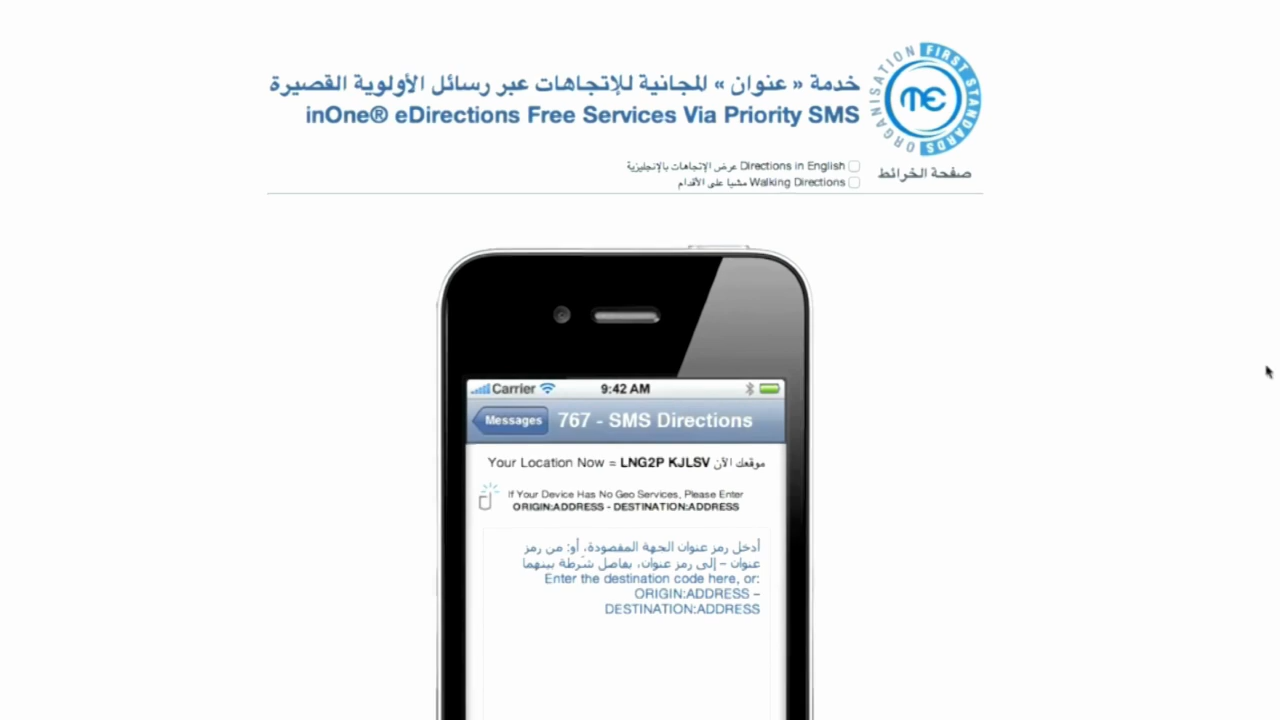 خدمة « عنوان » المجانية للإتجاهات عبر رسائل الأولوية القصيرة
inOne® eDirections Free Services Via Priority SMS
FIRST STANDARDS ORGANISATION
صفحة الخرائط
Directions in English عرض الإتجاهات بالإنجليزية
Walking Directions مشيا على الأقدام
Carrier 9:42 AM
Messages 767 - SMS Directions
Your Location Now = LNG2P KJLSV موقعك الآن
If Your Device Has No Geo Services, Please Enter
ORIGIN:ADDRESS - DESTINATION:ADDRESS
أدخل رمز عنوان الجهة المقصودة، أو: من رمز
عنوان – إلى رمز عنوان، يفاصل شَرطة بينهما
Enter the destination code here, or:
ORIGIN:ADDRESS –
DESTINATION:ADDRESS